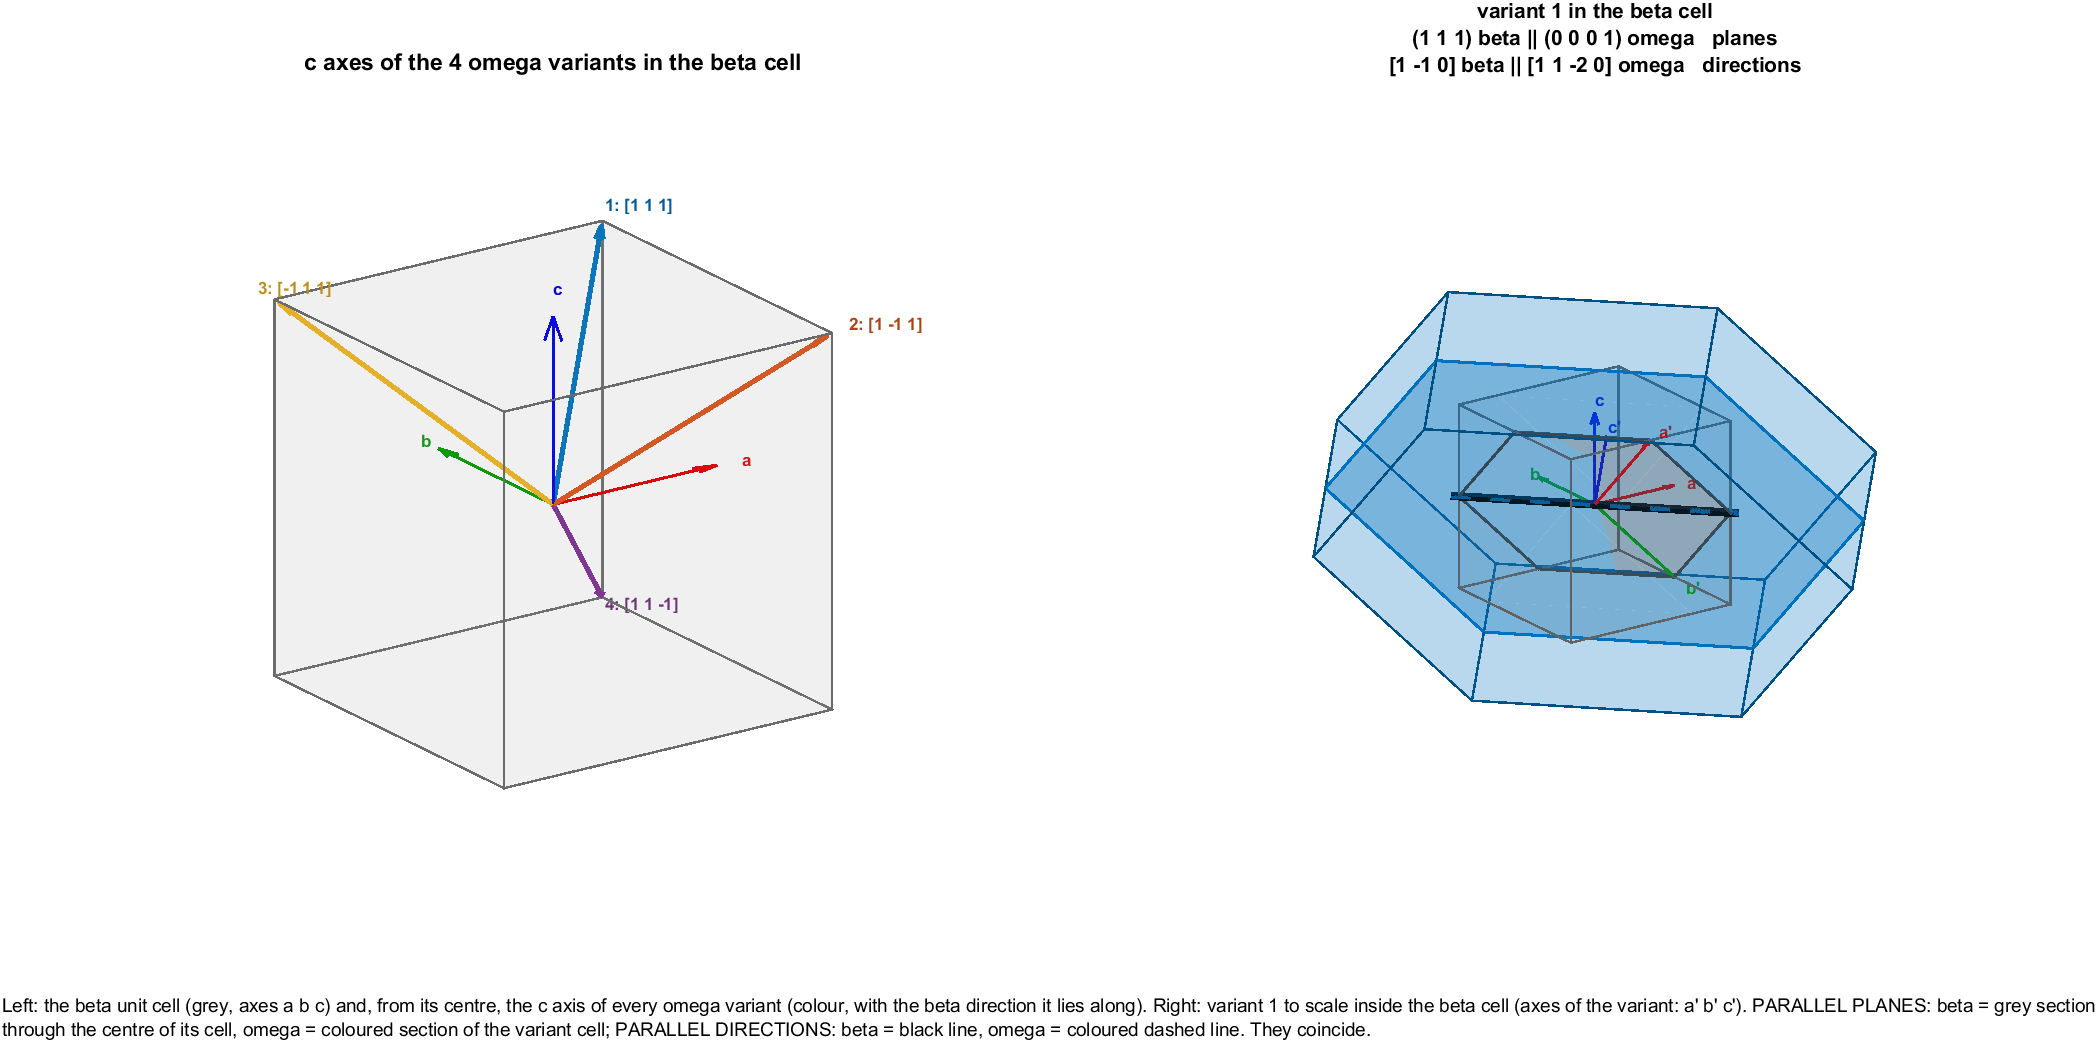 variant 1 in the beta cell
(1 1 1) beta || (0 0 0 1) omega   planes
[1 -1 0] beta || [1 1 -2 0] omega   directions
c axes of the 4 omega variants in the beta cell
1: [1 1 1]
3: [-1 1 1]
c
2: [1 -1 1]
b
a
4: [1 1 -1]
c
c'
a'
b
a
b'
Left: the beta unit cell (grey, axes a b c) and, from its centre, the c axis of every omega variant (colour, with the beta direction it lies along). Right: variant 1 to scale inside the beta cell (axes of the variant: a' b' c'). PARALLEL PLANES: beta = grey section
through the centre of its cell, omega = coloured section of the variant cell; PARALLEL DIRECTIONS: beta = black line, omega = coloured dashed line. They coincide.